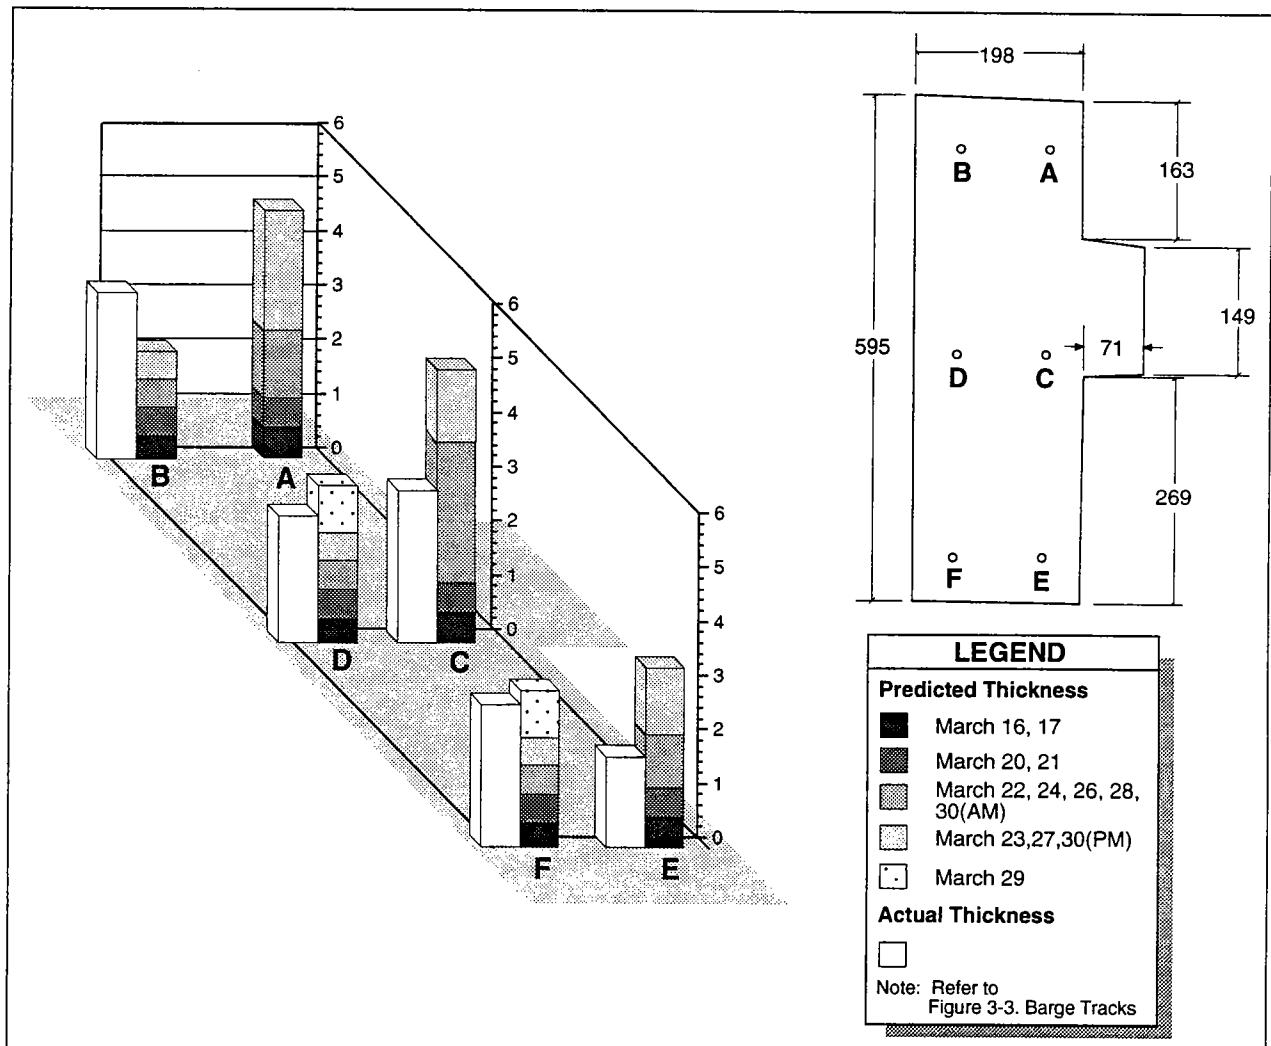 6
5
4
3
2
1
0
B
A
6
5
4
3
2
1
0
D
C
6
5
4
3
2
1
0
F
E
198
595
163
149
71
269
B
A
D
C
F
E
LEGEND
Predicted Thickness
March 16, 17
March 20, 21
March 22, 24, 26, 28,
30(AM)
March 23,27,30(PM)
March 29
Actual Thickness
Note: Refer to
Figure 3-3. Barge Tracks